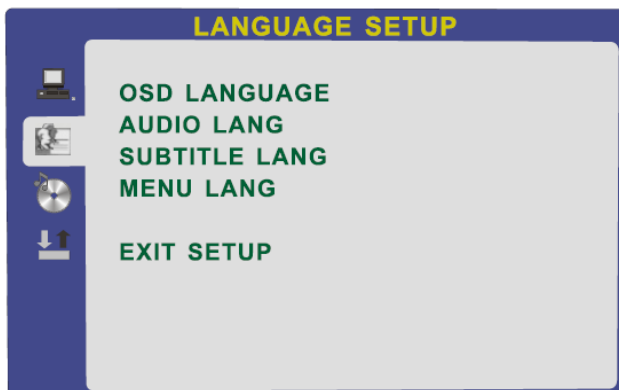 LANGUAGE SETUP
OSD LANGUAGE
AUDIO LANG
SUBTITLE LANG
MENU LANG
EXIT SETUP